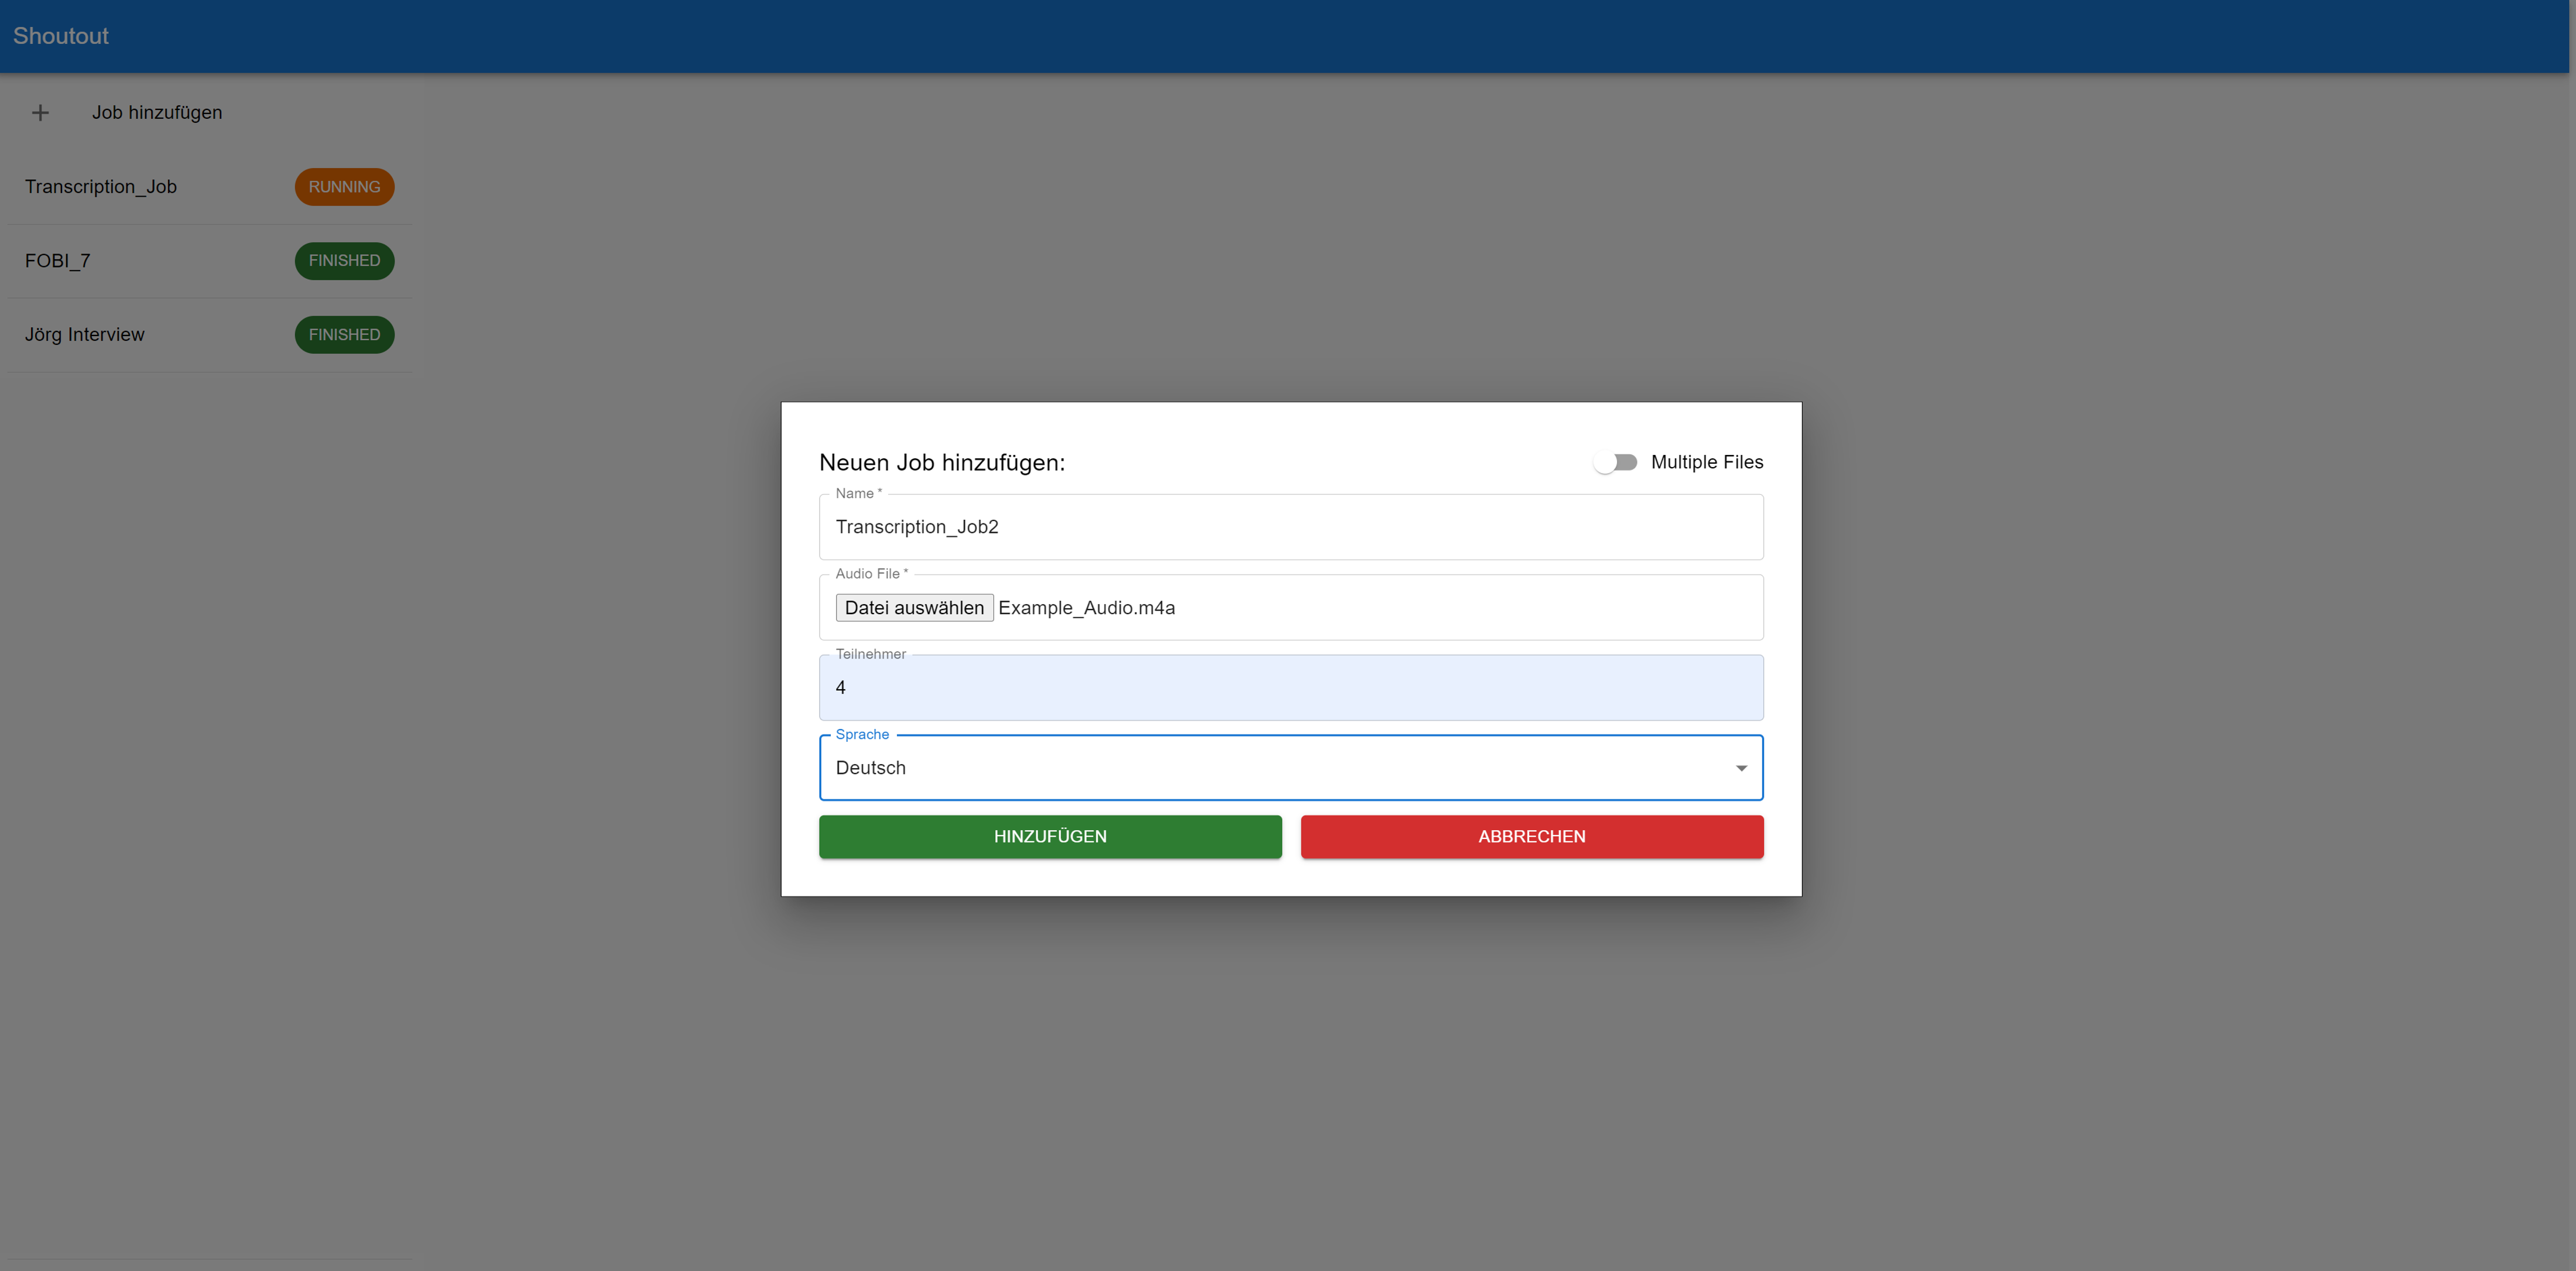 Shoutout
Job hinzufügen
Transcription_Job RUNNING
FOBI_7 FINISHED
Jörg Interview FINISHED
Neuen Job hinzufügen: Multiple Files
Name *
Transcription_Job2
Audio File *
Datei auswählen Example_Audio.m4a
Teilnehmer
4
Sprache
Deutsch
HINZUFÜGEN ABBRECHEN